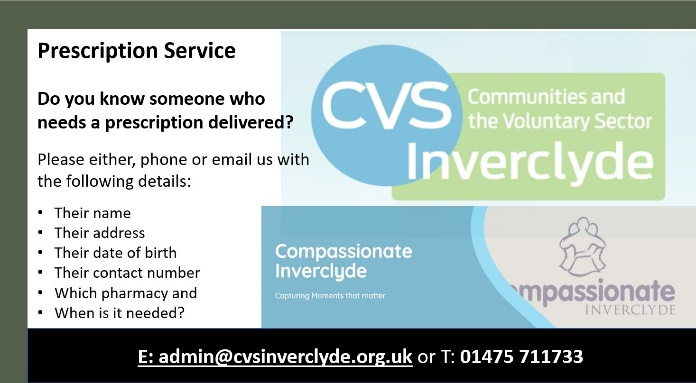 Prescription Service
Do you know someone who
needs a prescription delivered?
Please either, phone or email us with
the following details:
• Their name
• Their address
• Their date of birth
• Their contact number
• Which pharmacy and
• When is it needed?
CVS
Communities and
the Voluntary Sector
Inverclyde
Compassionate
Inverclyde
Capturing Moments that matter
mpassionate
INVERCLYDE
E: admin@cvsinverclyde.org.uk or T: 01475 711733